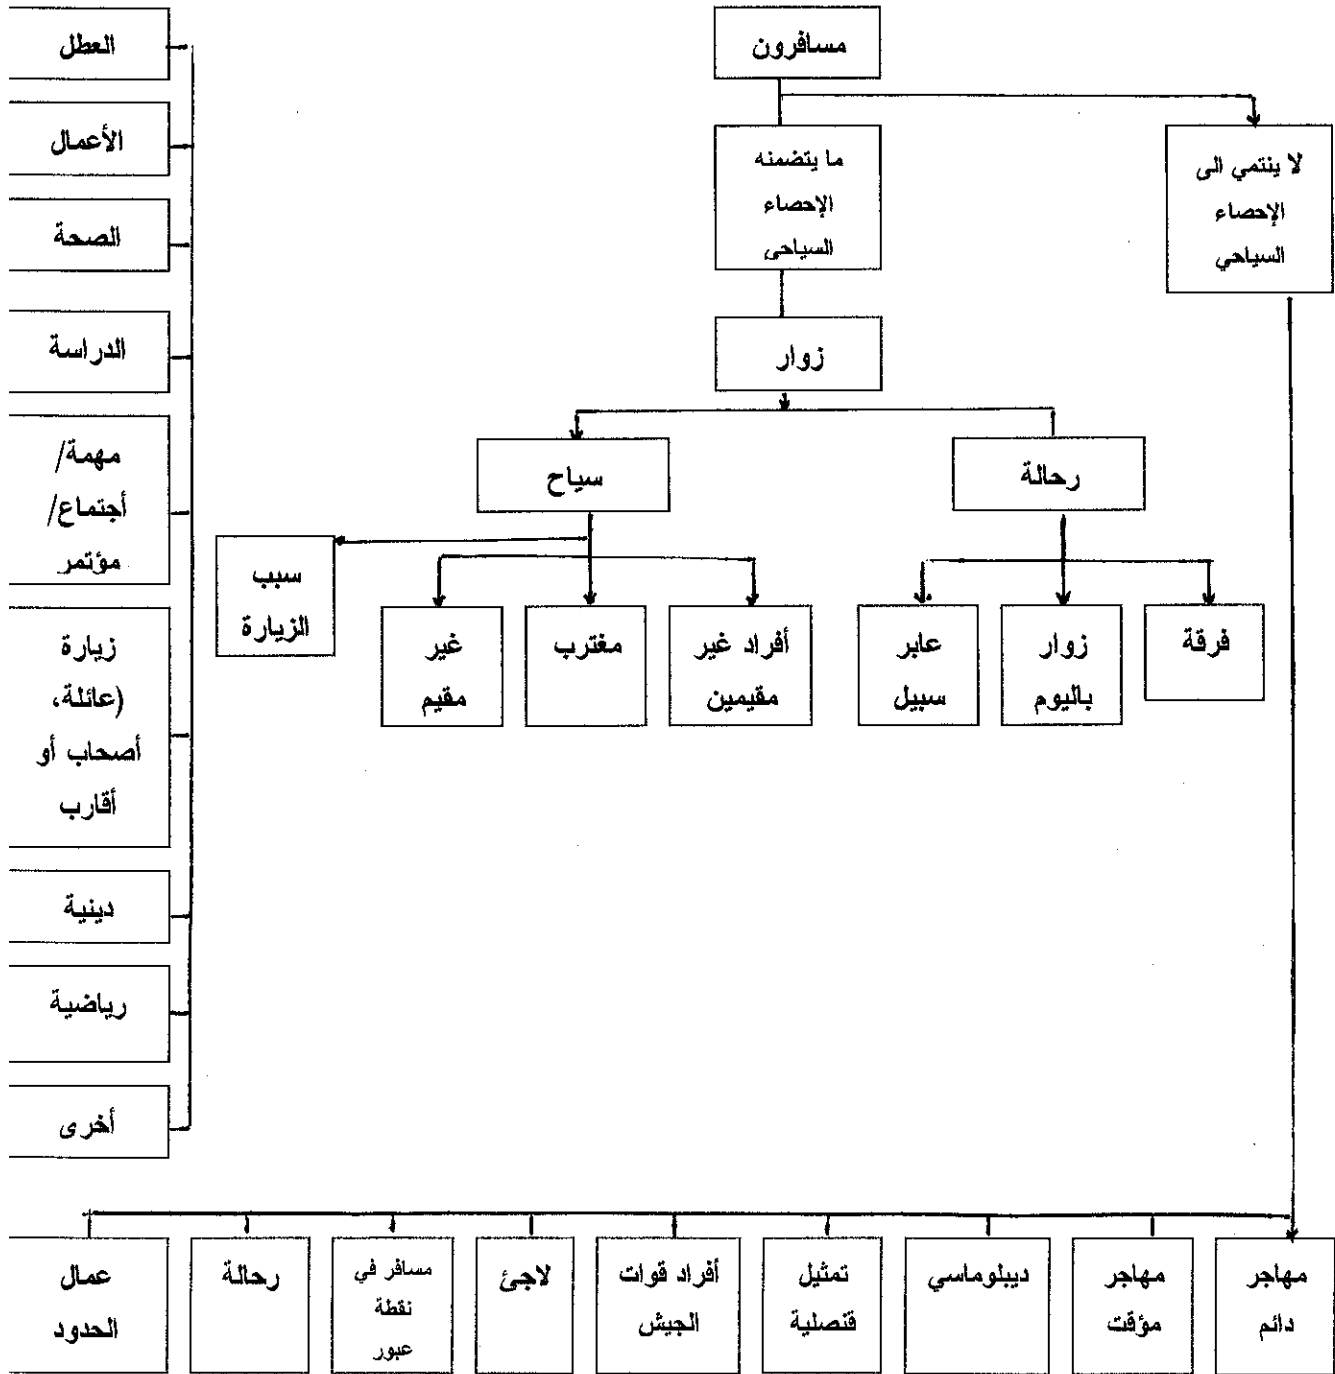 مسافرون
لا ينتمي الى
الإحصاء
السياحي
ما يتضمنه
الإحصاء
السياحي
زوار
رحالة
سياح
فرقة
زوار
باليوم
عابر
سبيل
أفراد غير
مقيمين
مغترب
غير
مقيم
سبب
الزيارة
العطل
الأعمال
الصحة
الدراسة
مهمة/
أجتماع/
مؤتمر
زيارة
(عائلة،
أصحاب أو
أقارب
دينية
رياضية
أخرى
مهاجر
دائم
مهاجر
مؤقت
ديبلوماسي
تمثيل
قنصلية
أفراد قوات
الجيش
لاجئ
مسافر في
نقطة
عبور
رحالة
عمال
الحدود